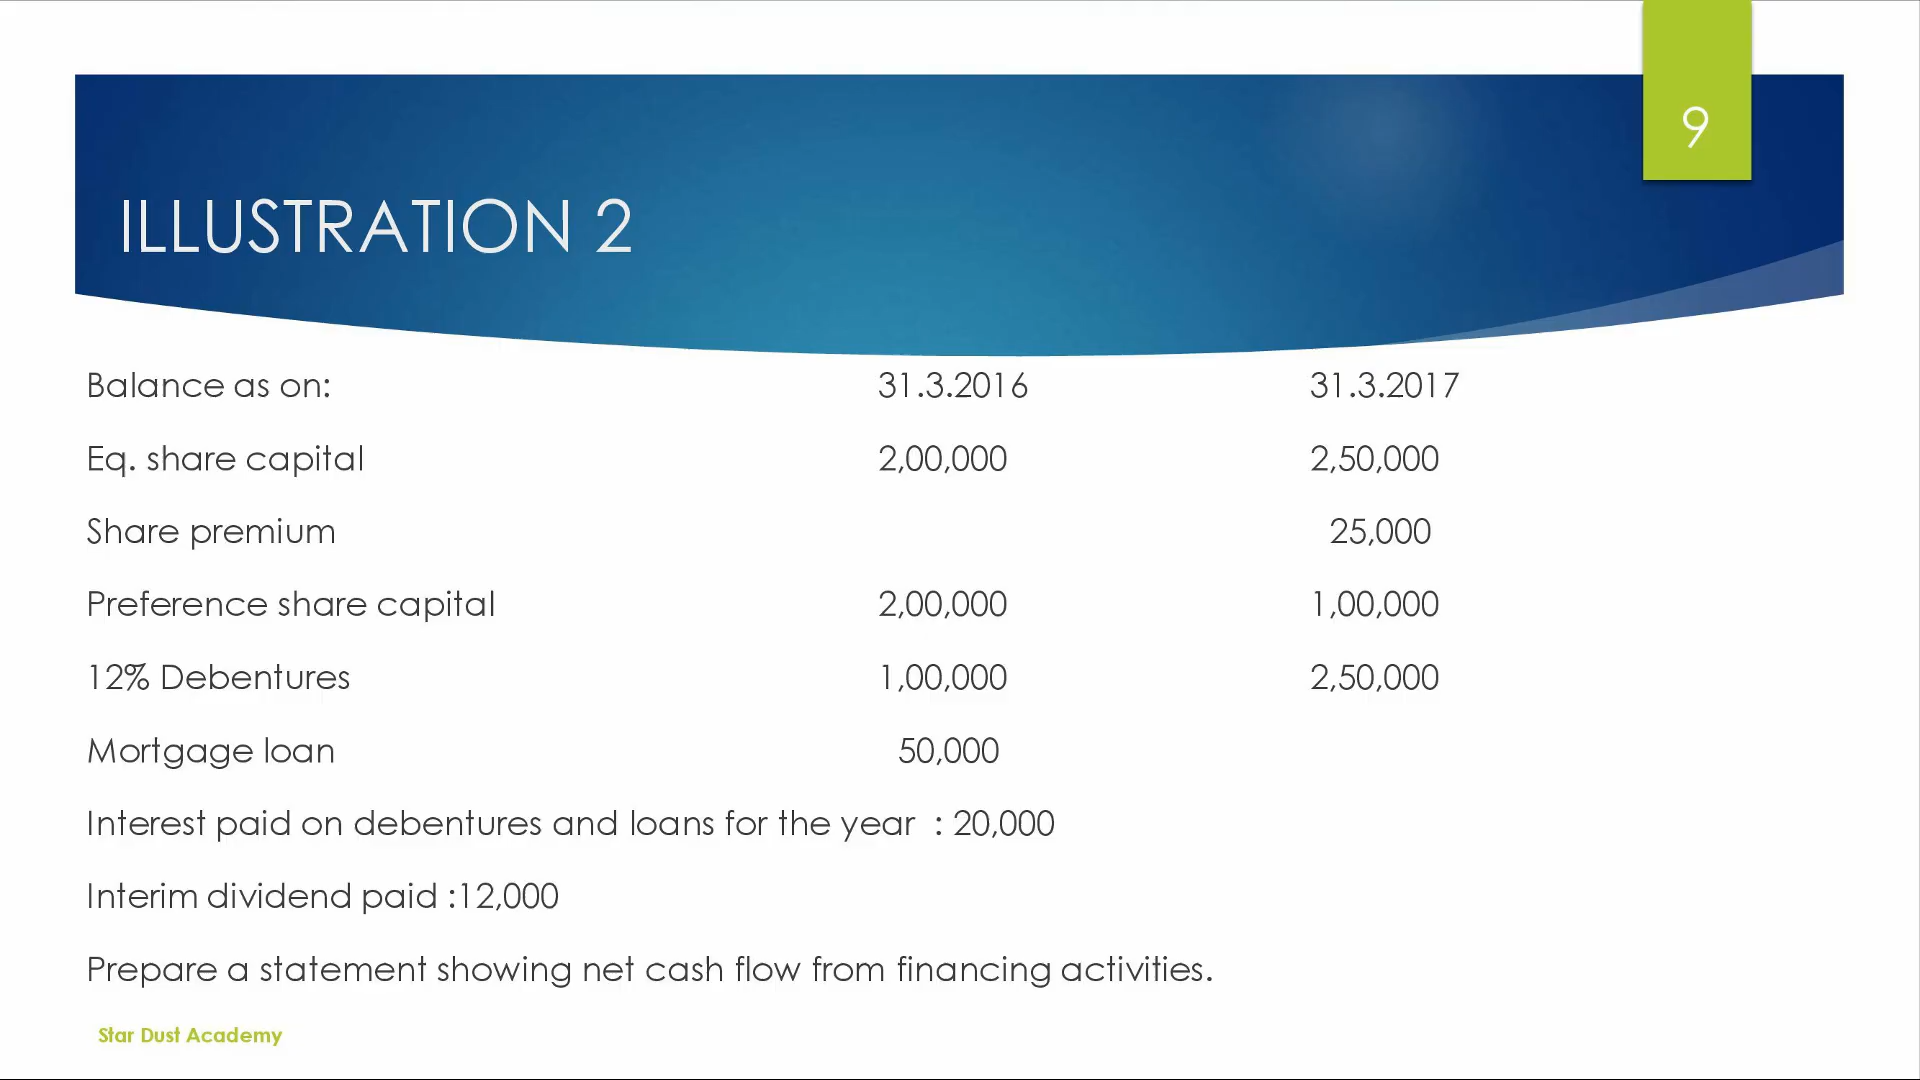 9
ILLUSTRATION 2
Balance as on: 31.3.2016 31.3.2017
Eq. share capital 2,00,000 2,50,000
Share premium 25,000
Preference share capital 2,00,000 1,00,000
12% Debentures 1,00,000 2,50,000
Mortgage loan 50,000
Interest paid on debentures and loans for the year : 20,000
Interim dividend paid :12,000
Prepare a statement showing net cash flow from financing activities.
Star Dust Academy